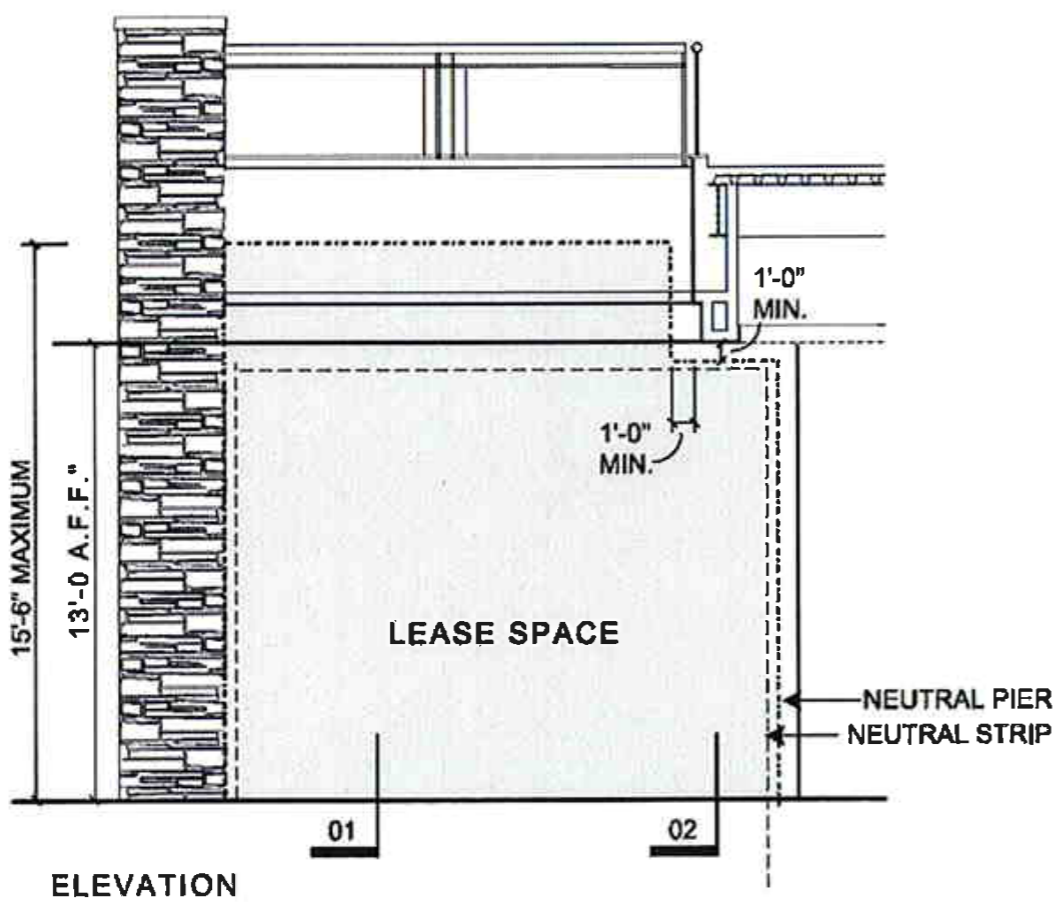 1'-0"
MIN.
1'-0"
MIN.
15'-6" MAXIMUM
13'-0 A.F.F."
LEASE SPACE
NEUTRAL PIER
NEUTRAL STRIP
01
02
ELEVATION